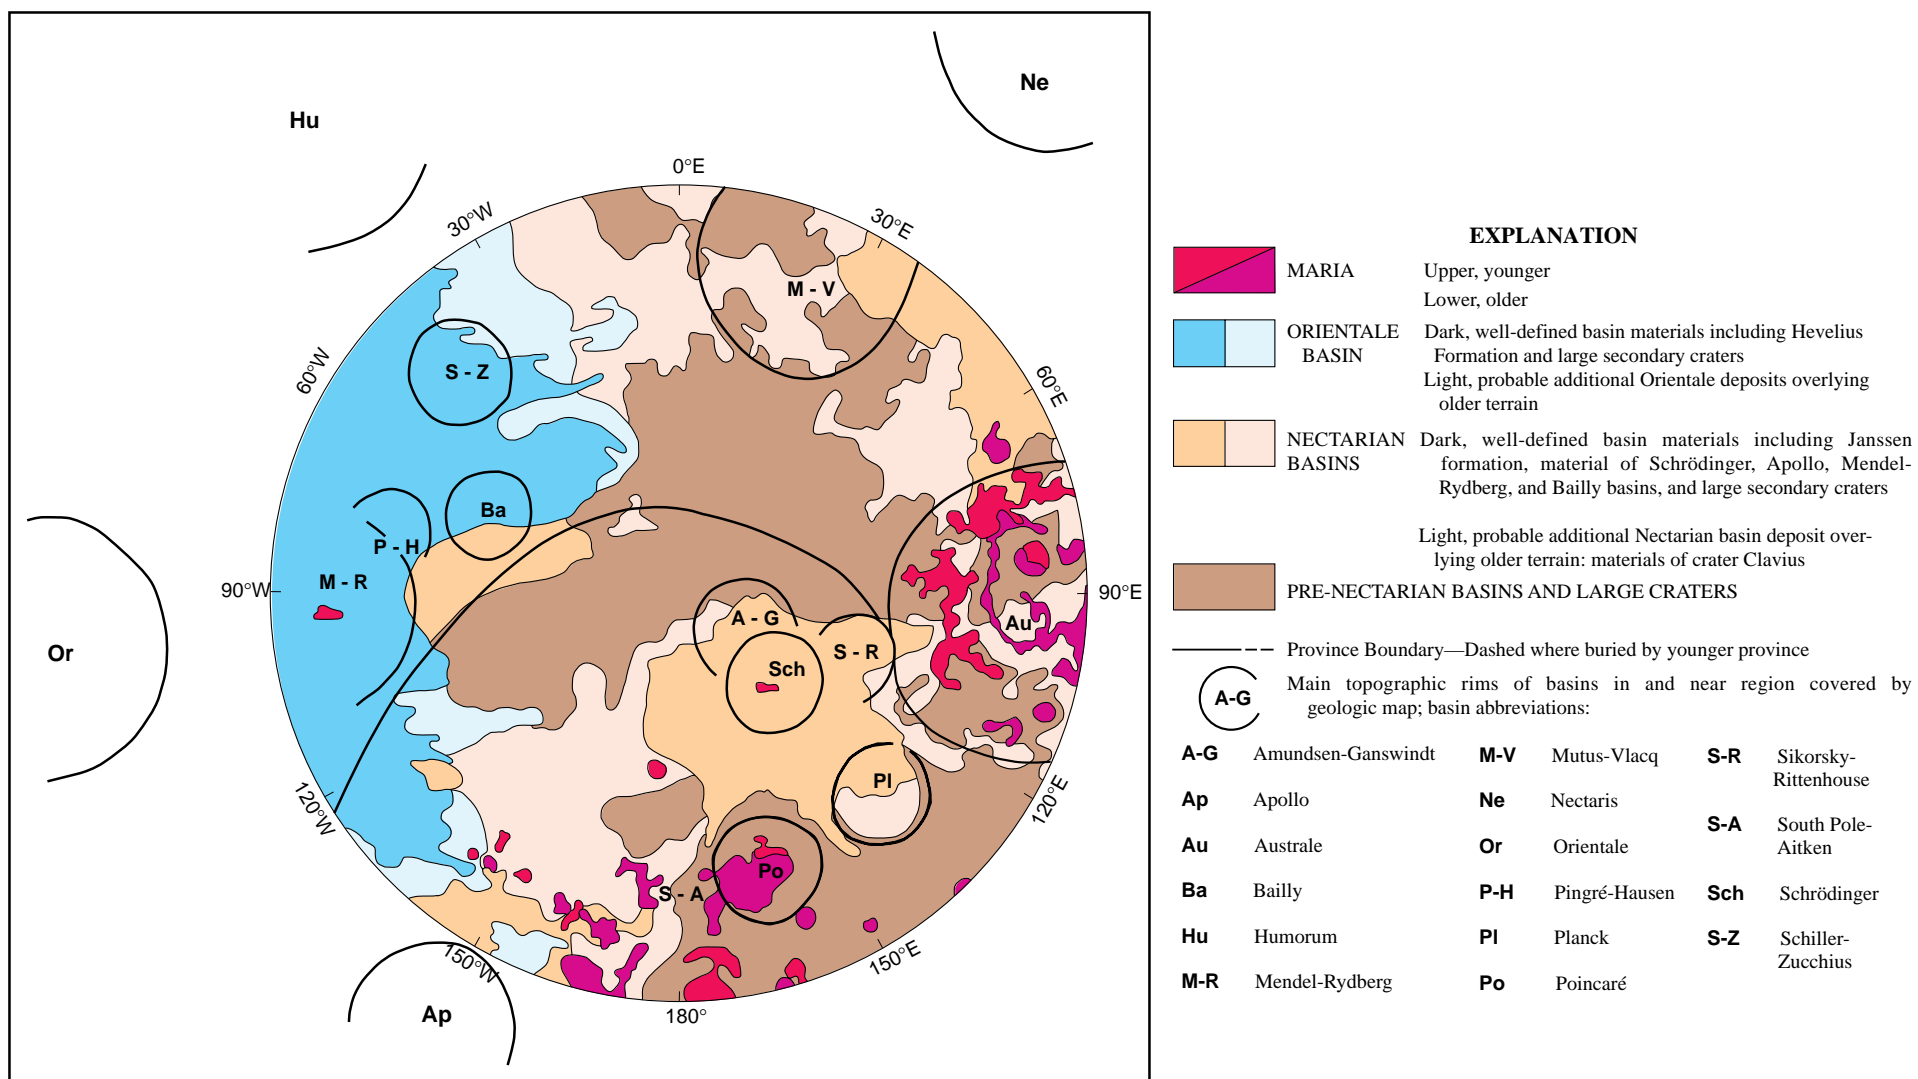 Ne
Hu
0°E
30°W
30°E
M - V
60°W
S - Z
60°E
Ba
P - H
M - R
90°W
90°E
A - G
Au
S - R
Or
Sch
Pl
120°W
120°E
Po
S - A
150°W
150°E
Ap
180°
EXPLANATION
MARIA
Upper, younger
Lower, older
ORIENTALE
BASIN
Dark, well-defined basin materials including Hevelius
Formation and large secondary craters
Light, probable additional Orientale deposits overlying
older terrain
NECTARIAN
BASINS
Dark, well-defined basin materials including Janssen
formation, material of Schrödinger, Apollo, Mendel-
Rydberg, and Bailly basins, and large secondary craters
Light, probable additional Nectarian basin deposit over-
lying older terrain: materials of crater Clavius
PRE-NECTARIAN BASINS AND LARGE CRATERS
Province Boundary—Dashed where buried by younger province
A-G
Main topographic rims of basins in and near region covered by
geologic map; basin abbreviations:
A-G Amundsen-Ganswindt
Ap Apollo
Au Australe
Ba Bailly
Hu Humorum
M-R Mendel-Rydberg
M-V Mutus-Vlacq
Ne Nectaris
Or Orientale
P-H Pingré-Hausen
Pl Planck
Po Poincaré
S-R Sikorsky-
Rittenhouse
S-A South Pole-
Aitken
Sch Schrödinger
S-Z Schiller-
Zucchius